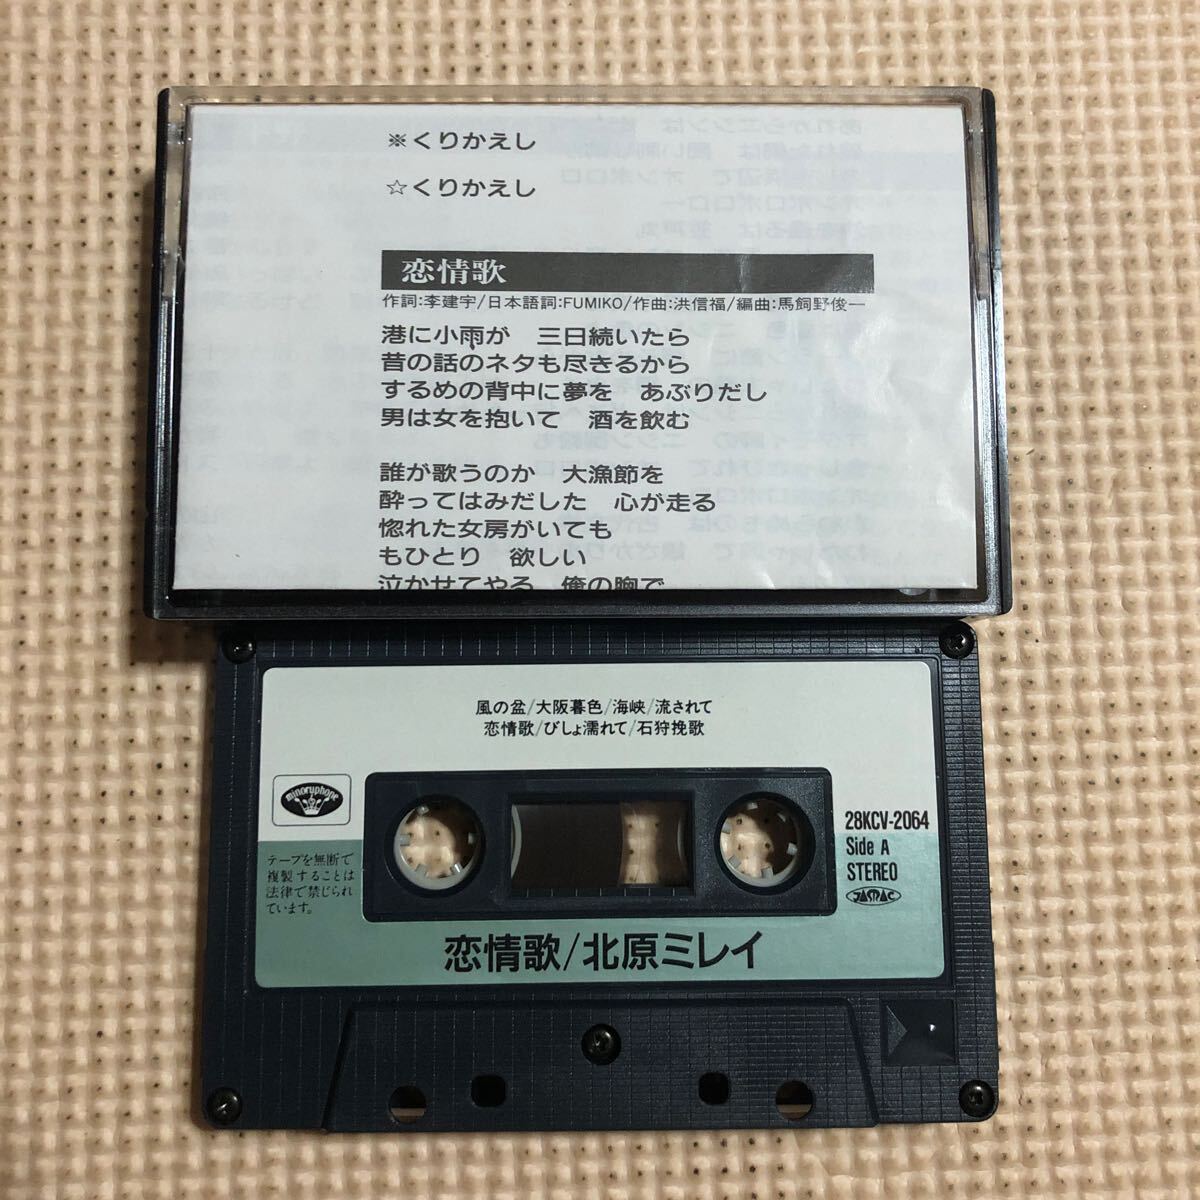 ※くりかえし
☆くりかえし
恋情歌
作詞:李建宇/日本語詞:FUMIKO/作曲:洪信福/編曲:馬飼野俊一
港に小雨が　三日続いたら
昔の話のネタも尽きるから
するめの背中に夢を　あぶりだし
男は女を抱いて　酒を飲む
誰が歌うのか　大漁節を
酔ってはみだした　心が走る
惚れた女房がいても
もひとり　欲しい
泣かせてやる　俺の胸で
風の盆/大阪暮色/海峡/流されて
恋情歌/びしょ濡れて/石狩挽歌
minoruphone
28KCV-2064
Side A
STEREO
JASRAC
テープを無断で
複製することは
法律で禁じられ
ています。
恋情歌/北原ミレイ